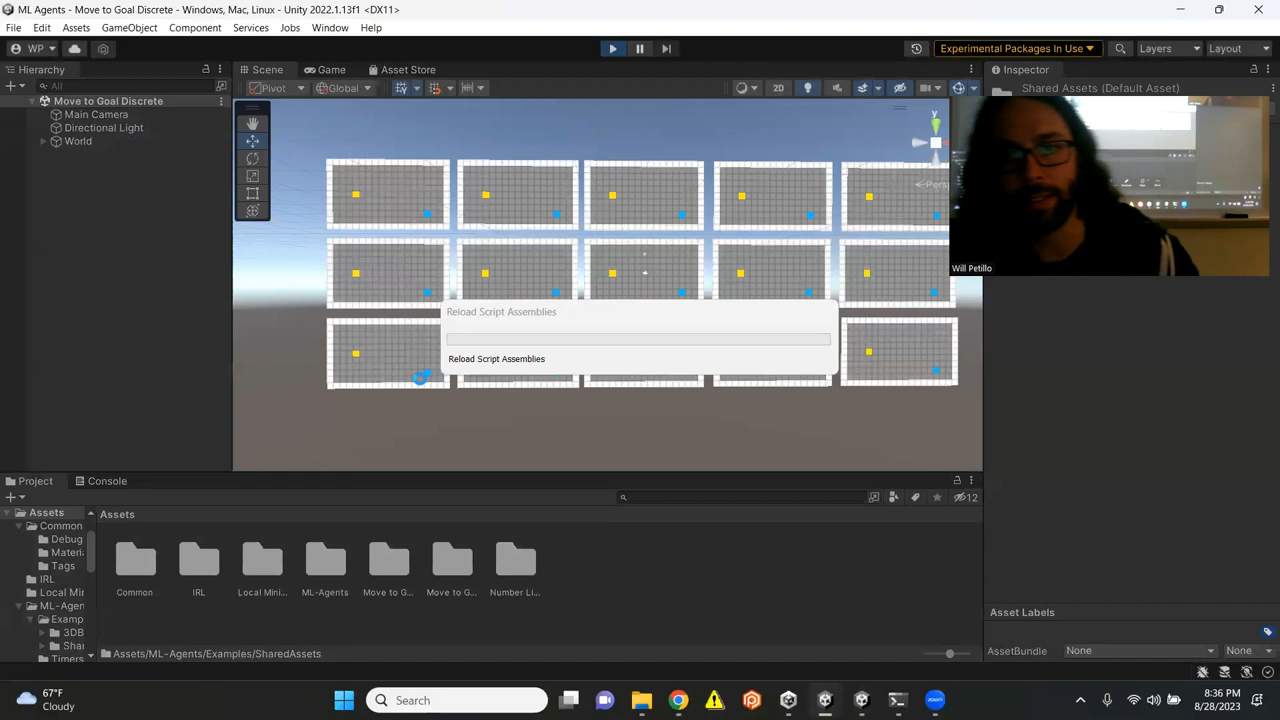 ML Agents - Move to Goal Discrete - Windows, Mac, Linux - Unity 2022.1.13f1 <DX11>
File Edit Assets GameObject Component Services Jobs Window Help
WP Experimental Packages In Use Layers Layout
Hierarchy Scene Game Asset Store Inspector
All Pivot Global 2D Shared Assets (Default Asset)
Move to Goal Discrete
Main Camera
Directional Light
World
y
Persp
Will Petillo
Reload Script Assemblies
Reload Script Assemblies
Project Console
12
Assets Assets
Common
Debug
Materi
Tags
IRL
Local Mi
ML-Agen
Examp
3DB
Shar
Timers
Common IRL Local Mini... ML-Agents Move to G... Move to G... Number Li...
Assets/ML-Agents/Examples/SharedAssets
Asset Labels
AssetBundle None None
67°F
Cloudy
Search
8:36 PM
8/28/2023